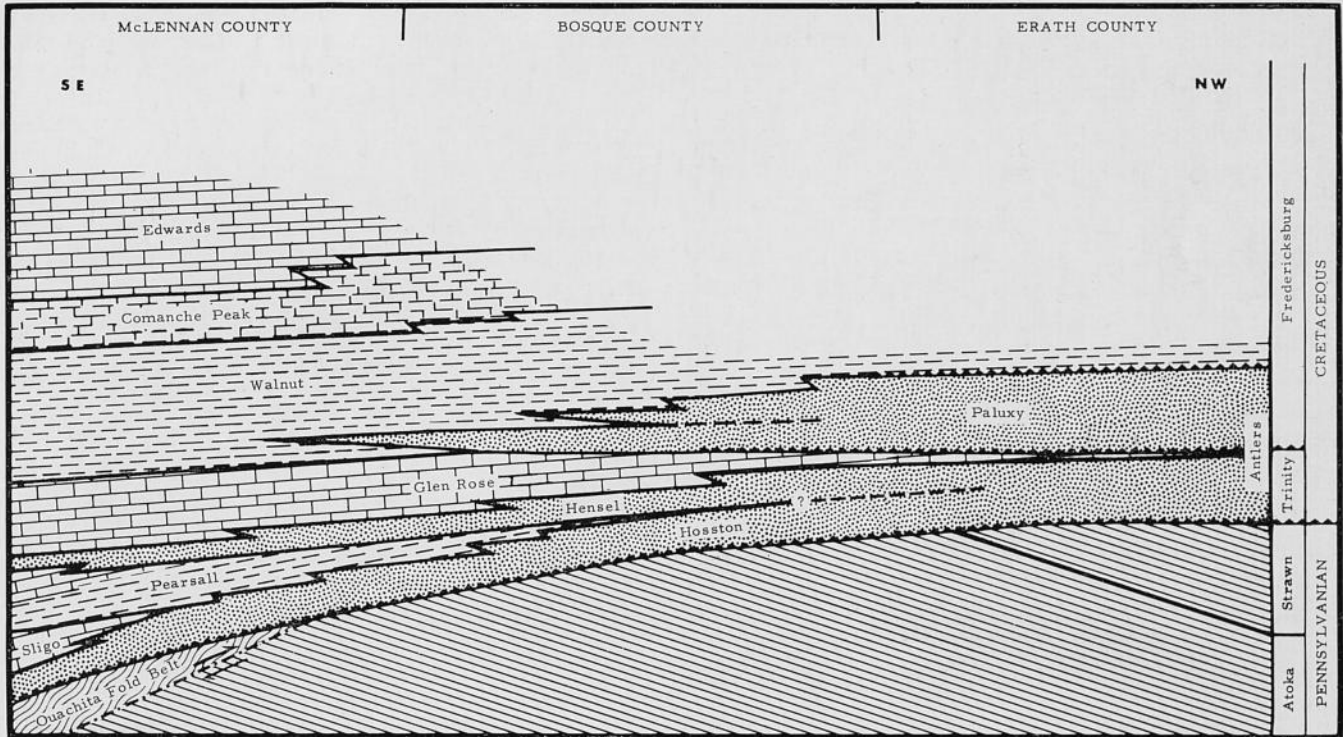 McLENNAN COUNTY
BOSQUE COUNTY
ERATH COUNTY
SE
NW
Edwards
Comanche Peak
Walnut
Paluxy
Glen Rose
Hensel
?
Hosston
Pearsall
Sligo
Ouachita Fold Belt
Antlers
Fredericksburg
Trinity
CRETACEOUS
Strawn
Atoka
PENNSYLVANIAN